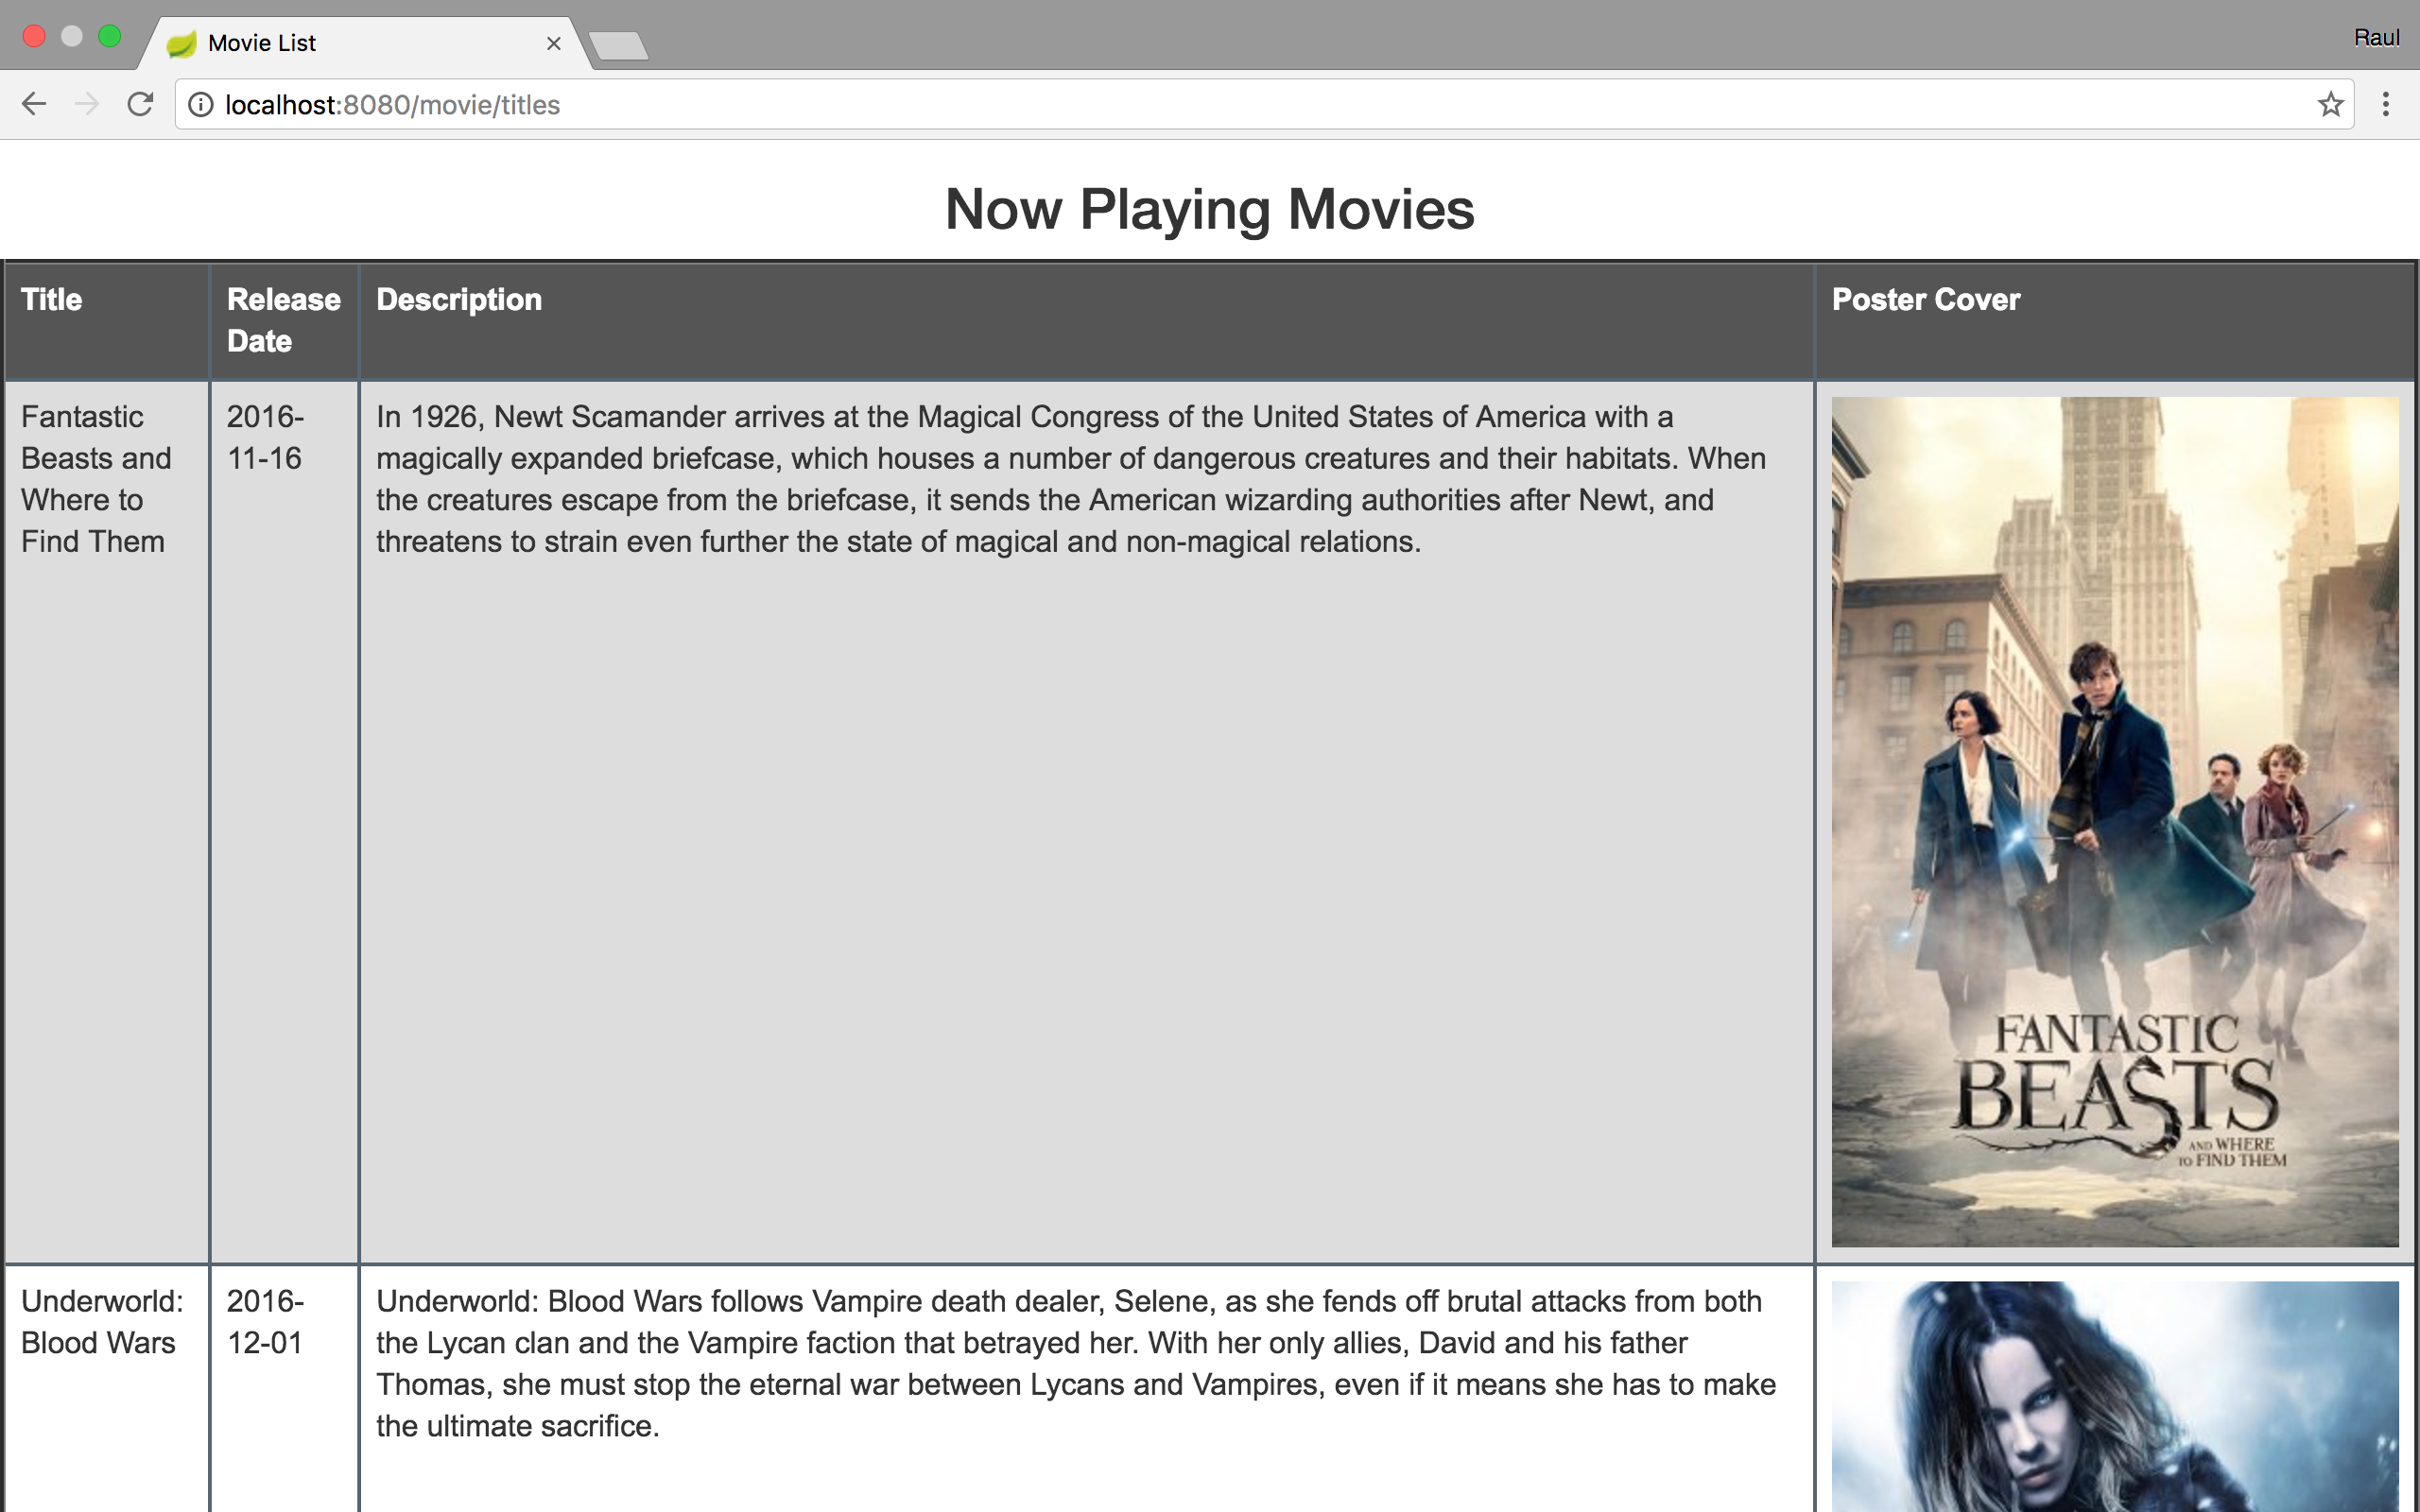 Movie List
Raul
localhost:8080/movie/titles
Now Playing Movies
Title
Release
Date
Description
Poster Cover
Fantastic
Beasts and
Where to
Find Them
2016-
11-16
In 1926, Newt Scamander arrives at the Magical Congress of the United States of America with a
magically expanded briefcase, which houses a number of dangerous creatures and their habitats. When
the creatures escape from the briefcase, it sends the American wizarding authorities after Newt, and
threatens to strain even further the state of magical and non-magical relations.
FANTASTIC
BEASTS
AND WHERE
TO FIND THEM
Underworld:
Blood Wars
2016-
12-01
Underworld: Blood Wars follows Vampire death dealer, Selene, as she fends off brutal attacks from both
the Lycan clan and the Vampire faction that betrayed her. With her only allies, David and his father
Thomas, she must stop the eternal war between Lycans and Vampires, even if it means she has to make
the ultimate sacrifice.